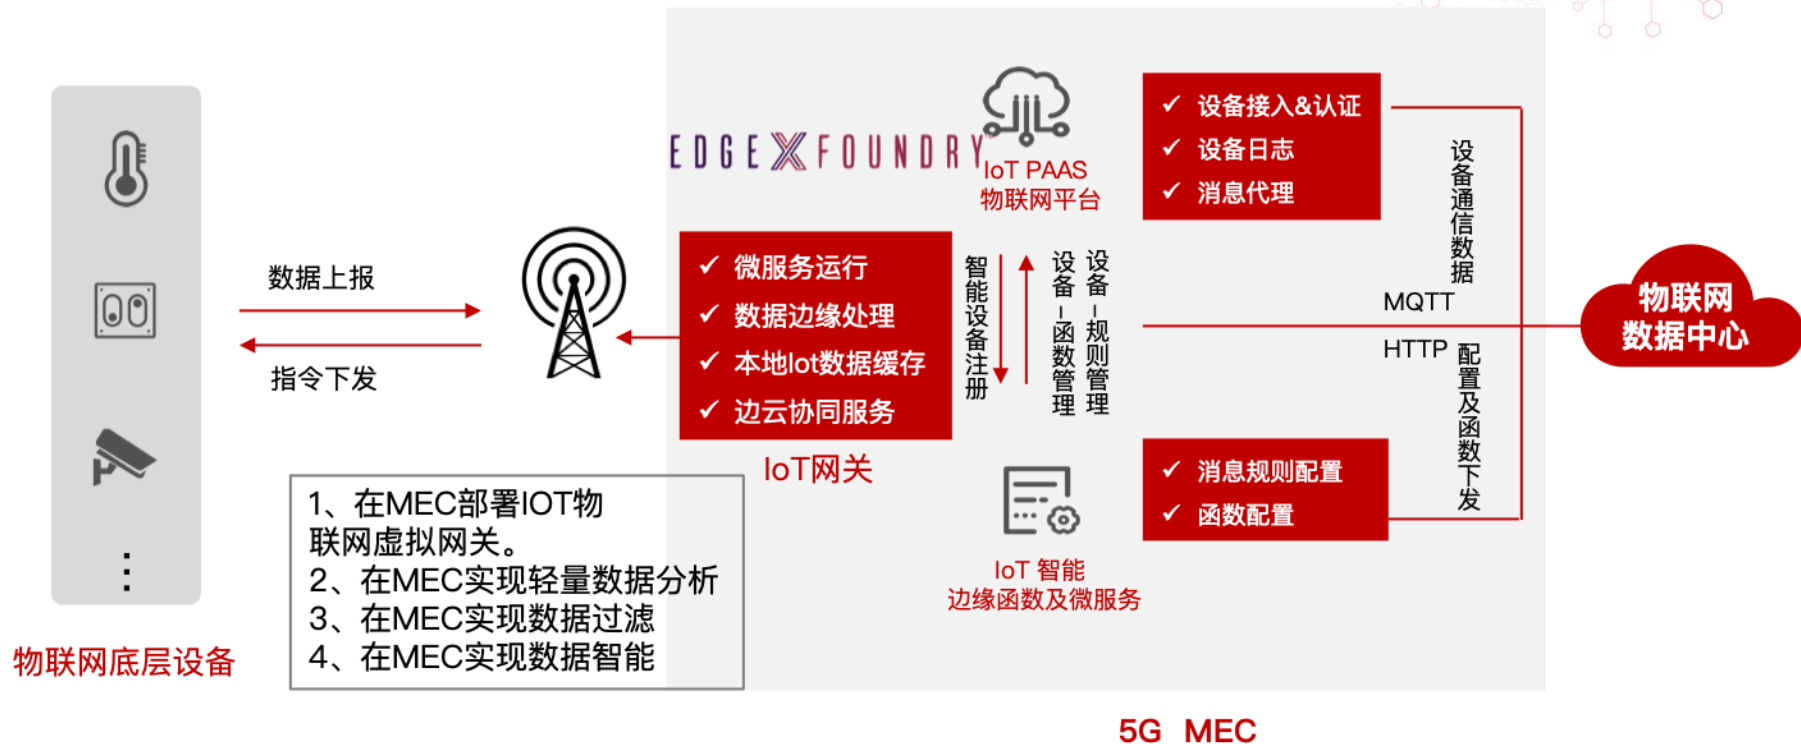 物联网底层设备
数据上报
指令下发
1、在MEC部署IOT物
联网虚拟网关。
2、在MEC实现轻量数据分析
3、在MEC实现数据过滤
4、在MEC实现数据智能
EDGE X FOUNDRY
✓ 微服务运行
✓ 数据边缘处理
✓ 本地Iot数据缓存
✓ 边云协同服务
IoT网关
IoT PAAS
物联网平台
智能设备注册
设备–函数管理
设备–规则管理
IoT 智能
边缘函数及微服务
✓ 设备接入&认证
✓ 设备日志
✓ 消息代理
✓ 消息规则配置
✓ 函数配置
设备通信数据
MQTT
HTTP
配置及函数下发
物联网
数据中心
5G MEC